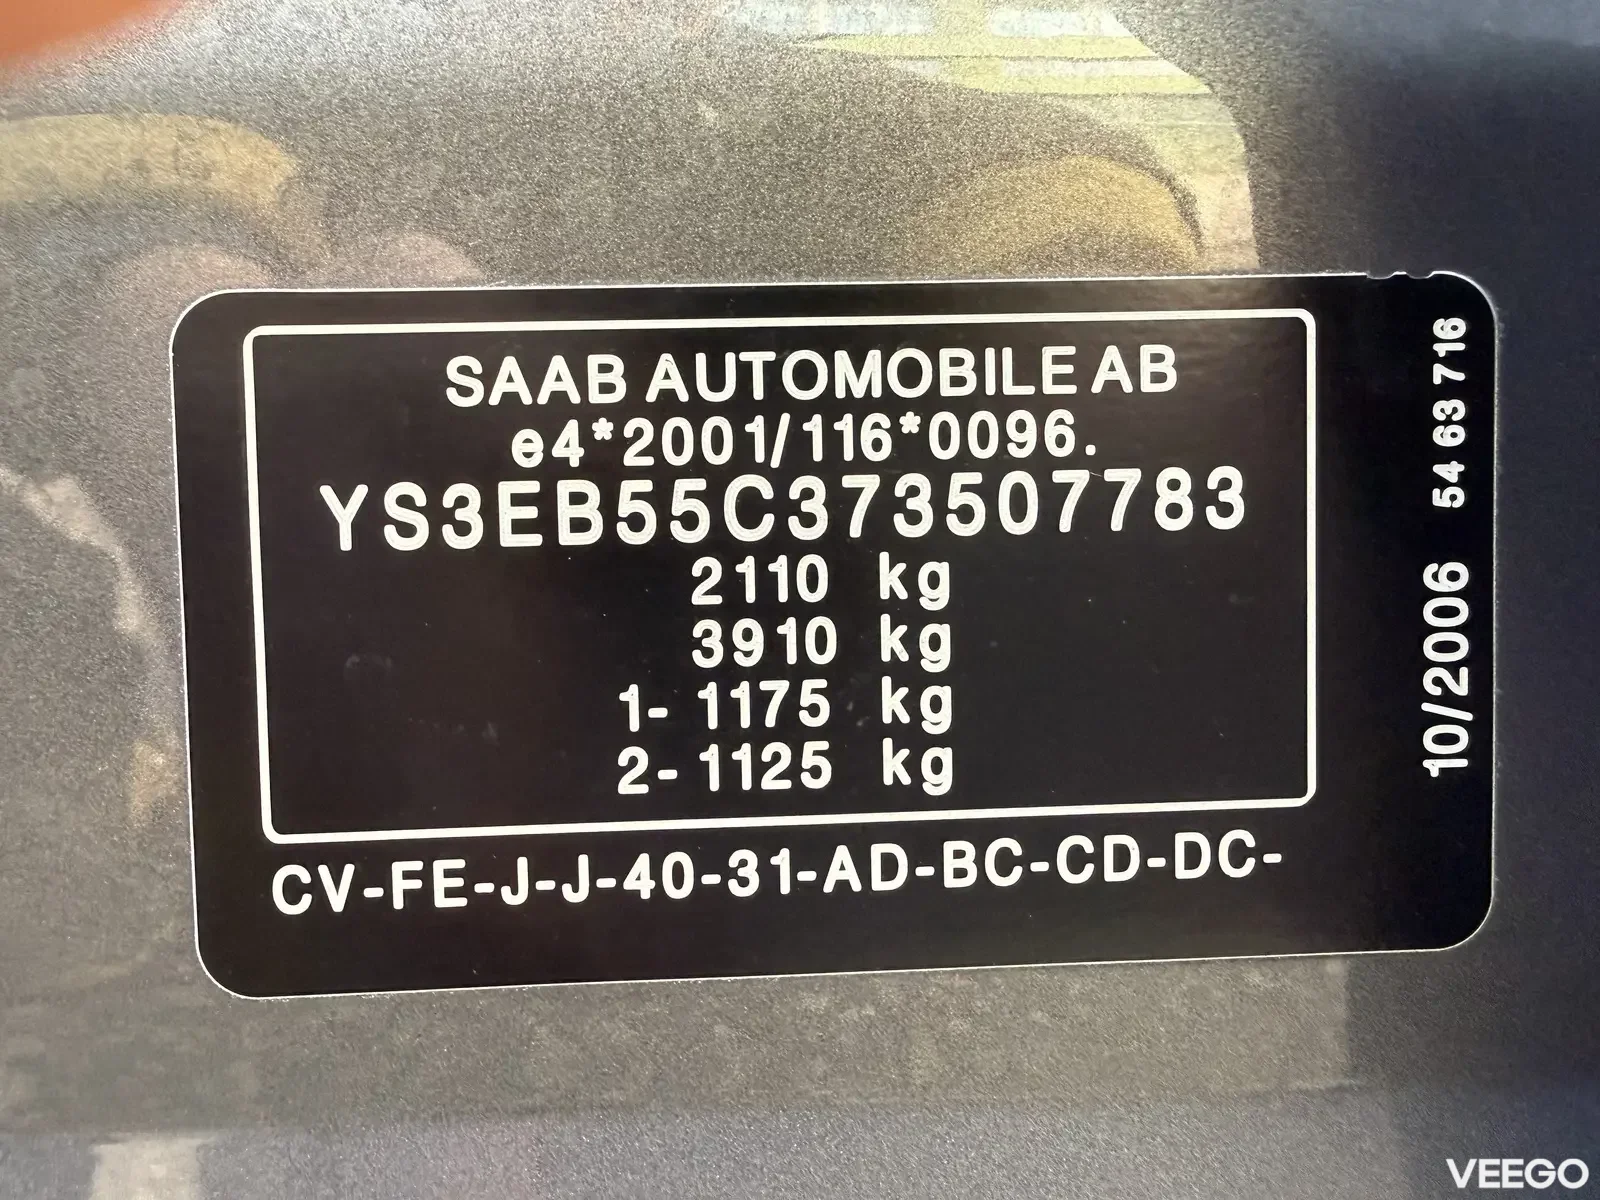 SAAB AUTOMOBILE AB
e4*2001/116*0096.
YS3EB55C373507783
2110 kg
3910 kg
1- 1175 kg
2- 1125 kg
CV-FE-J-J-40-31-AD-BC-CD-DC-
10/2006 54 63 716
VEEGO